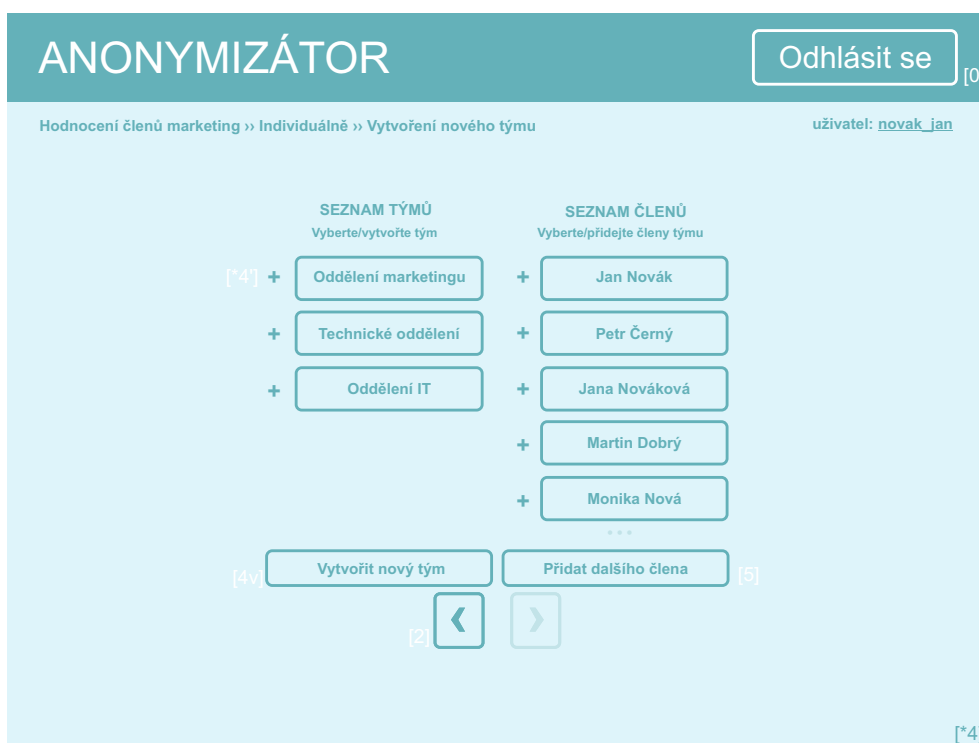 ANONYMIZÁTOR
Odhlásit se
[0
Hodnocení členů marketing ›› Individuálně ›› Vytvoření nového týmu
uživatel: novak_jan
SEZNAM TÝMŮ
Vyberte/vytvořte tým
SEZNAM ČLENŮ
Vyberte/přidejte členy týmu
[*4'] + Oddělení marketingu
+ Jan Novák
+ Technické oddělení
+ Petr Černý
+ Oddělení IT
+ Jana Nováková
+ Martin Dobrý
+ Monika Nová
...
[4v] Vytvořit nový tým
Přidat dalšího člena [5]
[2] ‹ ›
[*4